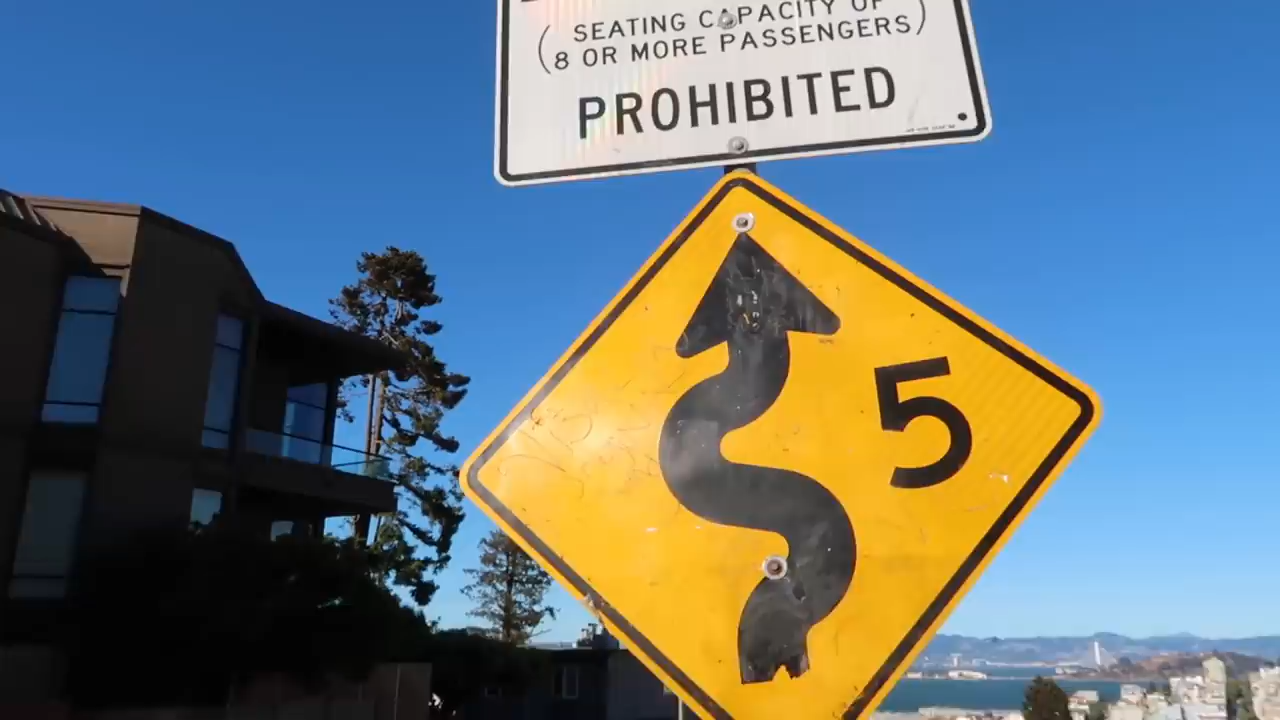 (SEATING CAPACITY OF
8 OR MORE PASSENGERS)
PROHIBITED
5